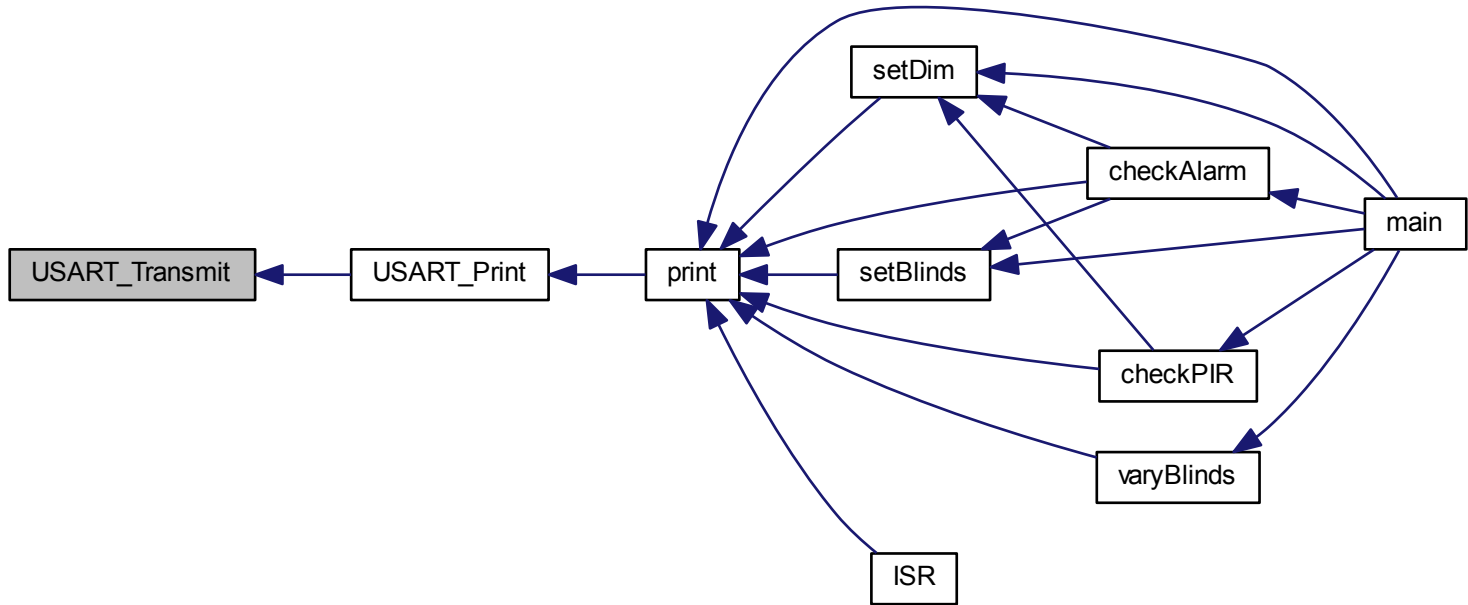 setDim
checkAlarm
main
USART_Transmit
USART_Print
print
setBlinds
checkPIR
varyBlinds
ISR